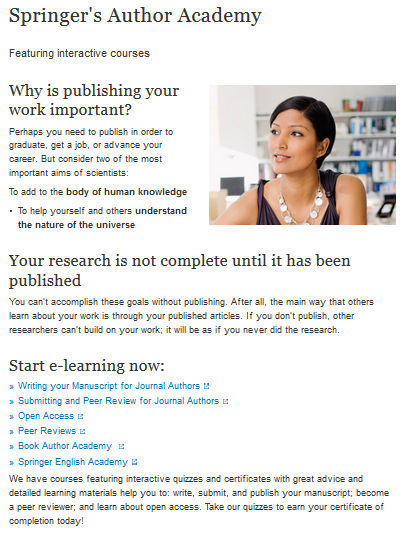 Springer's Author Academy
Featuring interactive courses
Why is publishing your
work important?
Perhaps you need to publish in order to
graduate, get a job, or advance your
career. But consider two of the most
important aims of scientists:
To add to the body of human knowledge
• To help yourself and others understand
the nature of the universe
Your research is not complete until it has been
published
You can't accomplish these goals without publishing. After all, the main way that others
learn about your work is through your published articles. If you don't publish, other
researchers can't build on your work; it will be as if you never did the research.
Start e-learning now:
» Writing your Manuscript for Journal Authors
» Submitting and Peer Review for Journal Authors
» Open Access
» Peer Reviews
» Book Author Academy
» Springer English Academy
We have courses featuring interactive quizzes and certificates with great advice and
detailed learning materials help you to: write, submit, and publish your manuscript; become
a peer reviewer; and learn about open access. Take our quizzes to earn your certificate of
completion today!